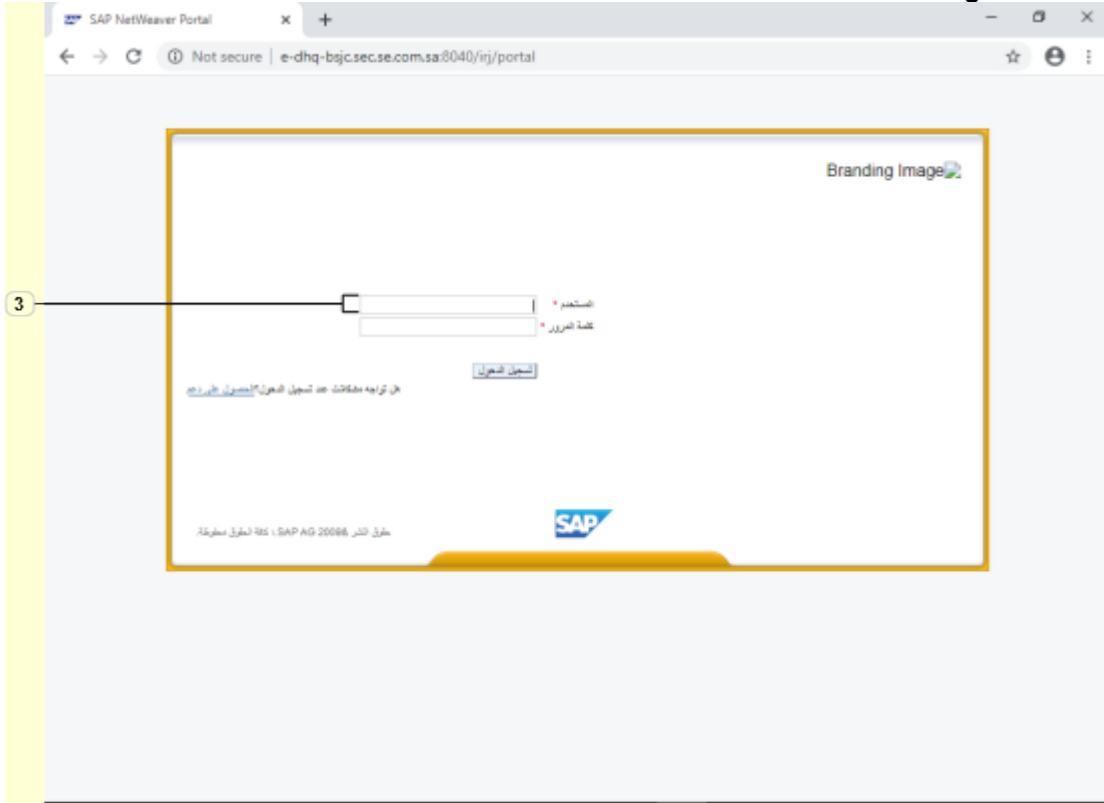 SAP NetWeaver Portal
Not secure | e-dhq-bsjc.sec.se.com.sa:8040/irj/portal
Branding Image
3
المستخدم *
كلمة المرور *
تسجيل الدخول
هل تواجه مشكلات عند تسجيل الدخول؟ الحصول على دعم
SAP
حقوق النشر SAP AG كافة الحقوق محفوظة.